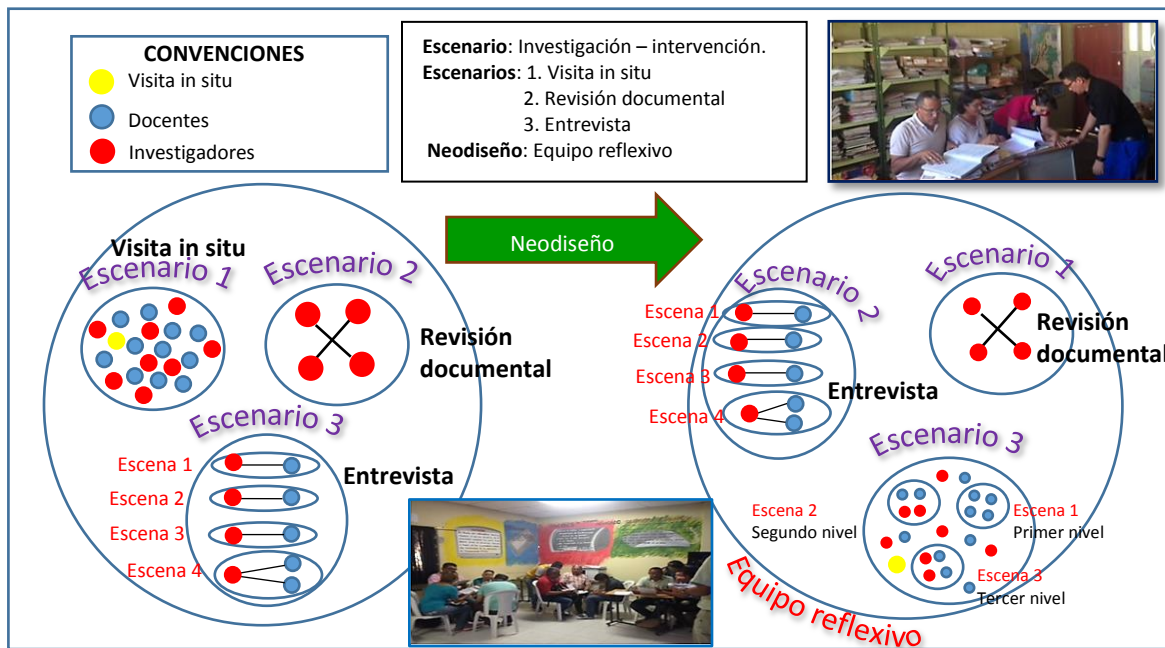 CONVENCIONES
Visita in situ
Docentes
Investigadores
Escenario: Investigación – intervención.
Escenarios: 1. Visita in situ
2. Revisión documental
3. Entrevista
Neodiseño: Equipo reflexivo
Neodiseño
Visita in situ
Escenario 1
Escenario 2
Revisión
documental
Escenario 3
Entrevista
Escena 1
Escena 2
Escena 3
Escena 4
Escenario 2
Escena 1
Escena 2
Escena 3
Escena 4
Entrevista
Escenario 1
Revisión
documental
Escenario 3
Escena 2
Segundo nivel
Escena 1
Primer nivel
Escena 3
Tercer nivel
Equipo reflexivo